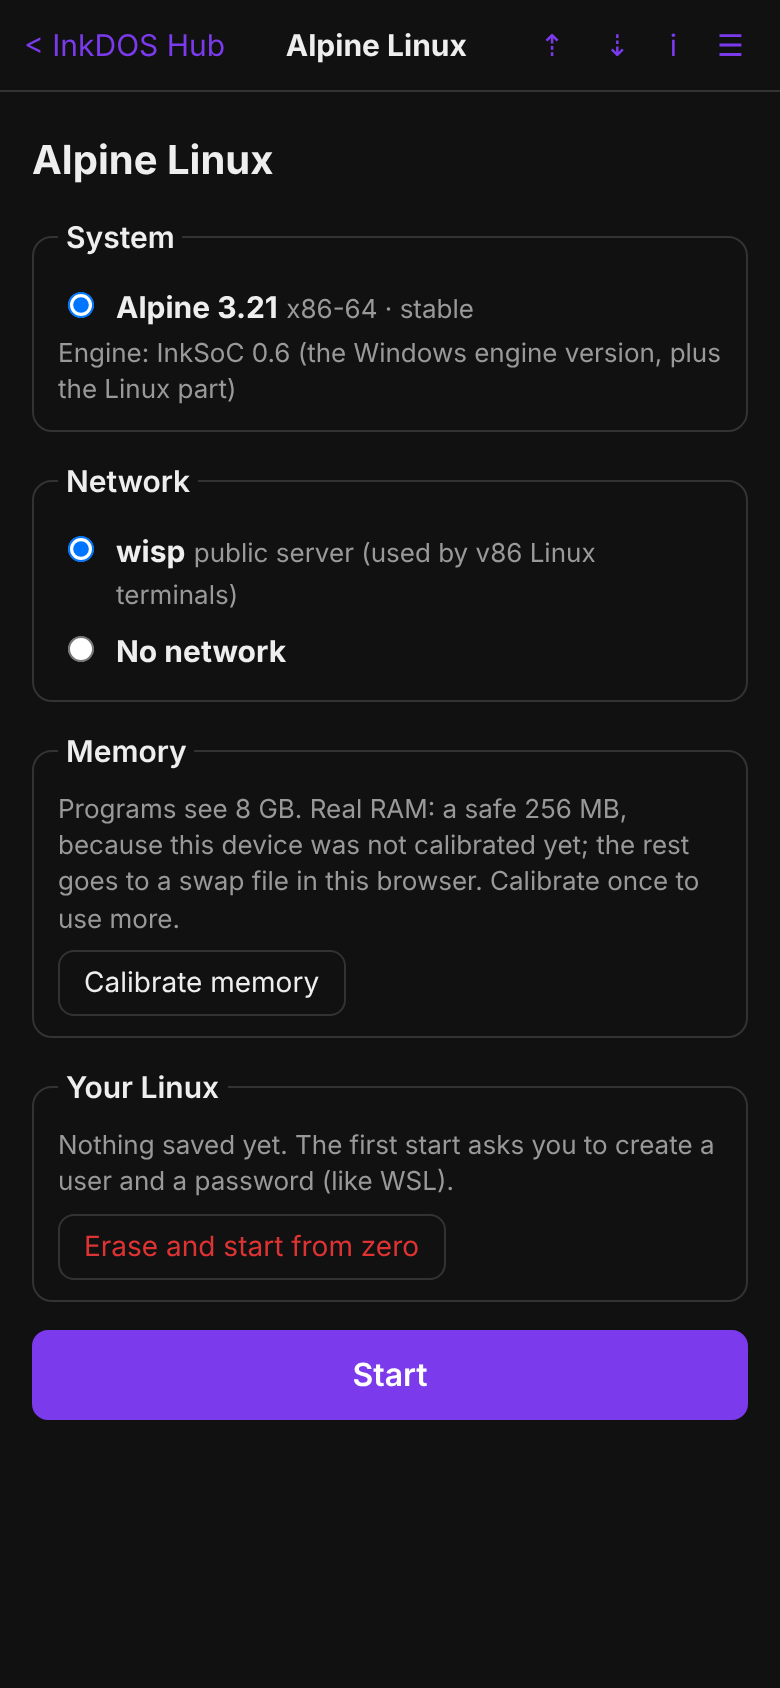 < InkDOS Hub Alpine Linux ⇡ ⇣ i ☰
Alpine Linux
System
Alpine 3.21 x86-64 · stable
Engine: InkSoC 0.6 (the Windows engine version, plus
the Linux part)
Network
wisp public server (used by v86 Linux
terminals)
No network
Memory
Programs see 8 GB. Real RAM: a safe 256 MB,
because this device was not calibrated yet; the rest
goes to a swap file in this browser. Calibrate once to
use more.
Calibrate memory
Your Linux
Nothing saved yet. The first start asks you to create a
user and a password (like WSL).
Erase and start from zero
Start